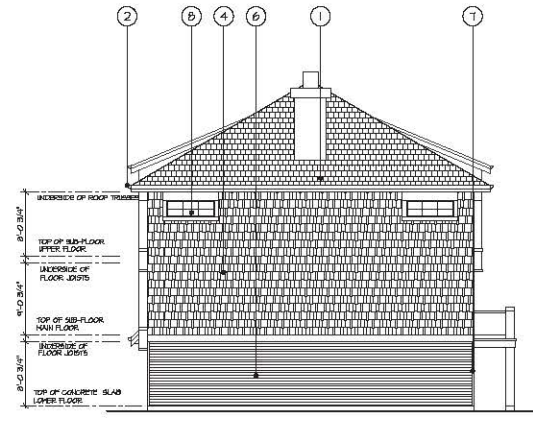 2 8 4 6 1 7
UNDERSIDE OF ROOF TRUSSES
8'-0 3/4"
TOP OF SUB-FLOOR
UPPER FLOOR
UNDERSIDE OF
FLOOR JOISTS
9'-0 3/4"
TOP OF SUB-FLOOR
MAIN FLOOR
UNDERSIDE OF
FLOOR JOISTS
8'-0 3/4"
TOP OF CONCRETE SLAB
LOWER FLOOR